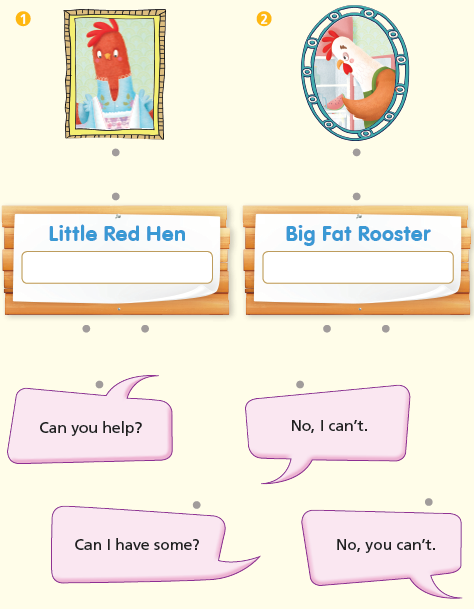 1
2
Little Red Hen
Big Fat Rooster
Can you help?
No, I can't.
Can I have some?
No, you can't.